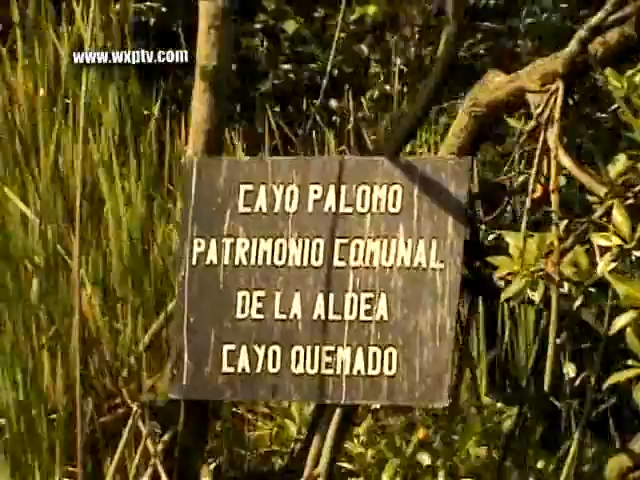 www.wxptv.com
CAYO PALOMO
PATRIMONIO COMUNAL
DE LA ALDEA
CAYO QUEMADO